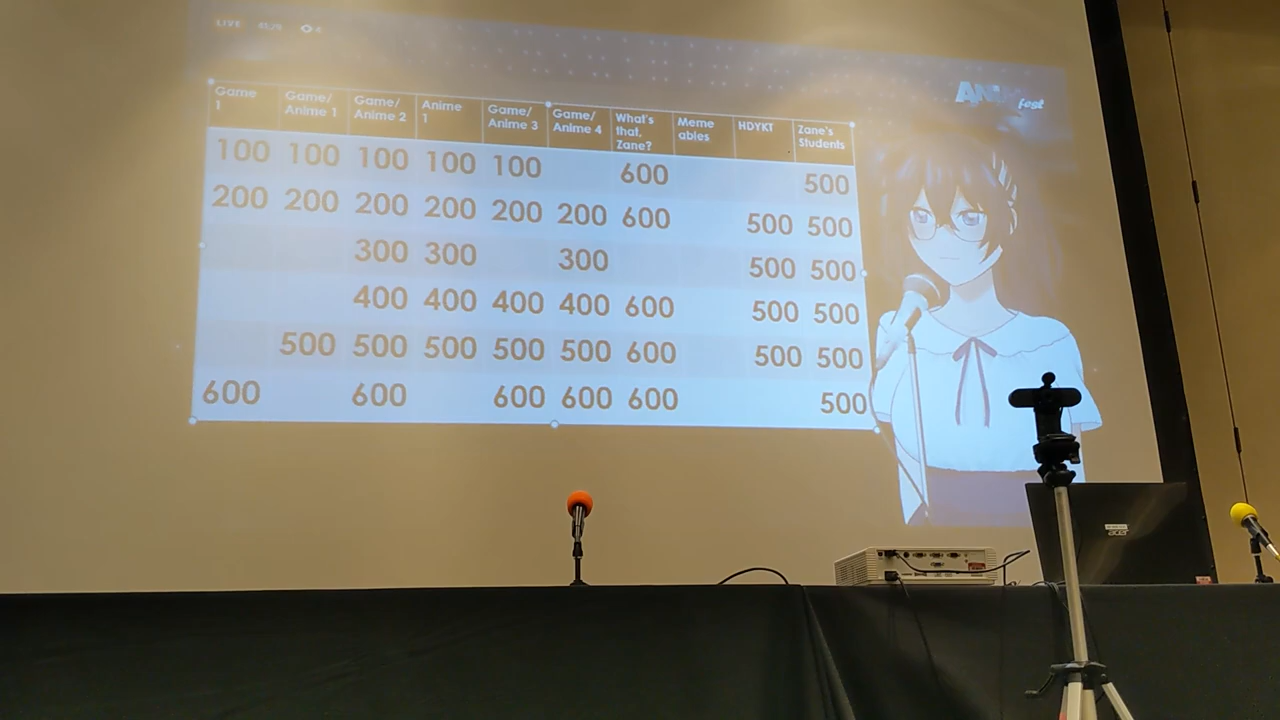 LIVE
ANIME fest
Game 1
Game/ Anime 1
Game/ Anime 2
Anime 1
Game/ Anime 3
Game/ Anime 4
What's that, Zane?
Meme ables
HDYKT
Zane's Students
100 100 100 100 100 600 500
200 200 200 200 200 200 600 500 500
300 300 300 500 500
400 400 400 400 600 500 500
500 500 500 500 500 600 500 500
600 600 600 600 600 500
acer